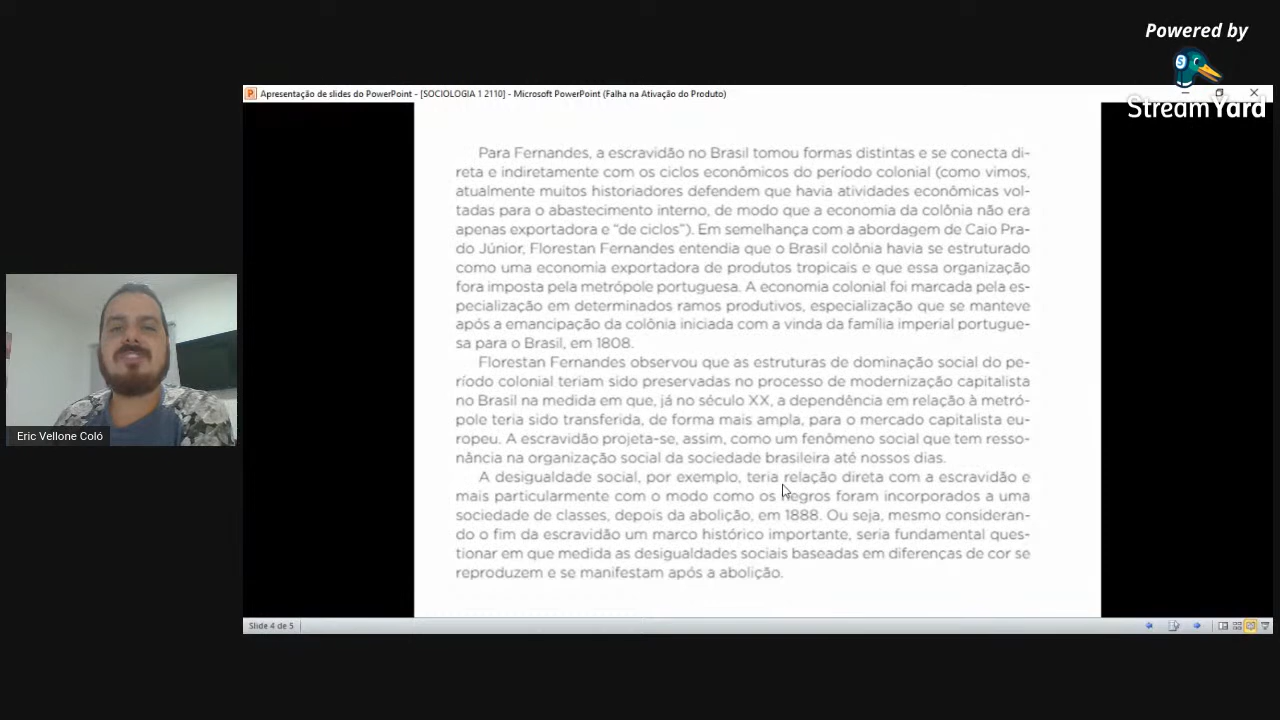 Powered by
StreamYard
Apresentação de slides do PowerPoint - [SOCIOLOGIA 1 2110] - Microsoft PowerPoint (Falha na Ativação do Produto)
Para Fernandes, a escravidão no Brasil tomou formas distintas e se conecta di-
reta e indiretamente com os ciclos econômicos do período colonial (como vimos,
atualmente muitos historiadores defendem que havia atividades econômicas vol-
tadas para o abastecimento interno, de modo que a economia da colônia não era
apenas exportadora e “de ciclos”). Em semelhança com a abordagem de Caio Pra-
do Júnior, Florestan Fernandes entendia que o Brasil colônia havia se estruturado
como uma economia exportadora de produtos tropicais e que essa organização
fora imposta pela metrópole portuguesa. A economia colonial foi marcada pela es-
pecialização em determinados ramos produtivos, especialização que se manteve
após a emancipação da colônia iniciada com a vinda da família imperial portugue-
sa para o Brasil, em 1808.
Florestan Fernandes observou que as estruturas de dominação social do pe-
ríodo colonial teriam sido preservadas no processo de modernização capitalista
no Brasil na medida em que, já no século XX, a dependência em relação à metró-
pole teria sido transferida, de forma mais ampla, para o mercado capitalista eu-
ropeu. A escravidão projeta-se, assim, como um fenômeno social que tem resso-
nância na organização social da sociedade brasileira até nossos dias.
A desigualdade social, por exemplo, teria relação direta com a escravidão e
mais particularmente com o modo como os negros foram incorporados a uma
sociedade de classes, depois da abolição, em 1888. Ou seja, mesmo consideran-
do o fim da escravidão um marco histórico importante, seria fundamental ques-
tionar em que medida as desigualdades sociais baseadas em diferenças de cor se
reproduzem e se manifestam após a abolição.
Eric Vellone Coló
Slide 4 de 5